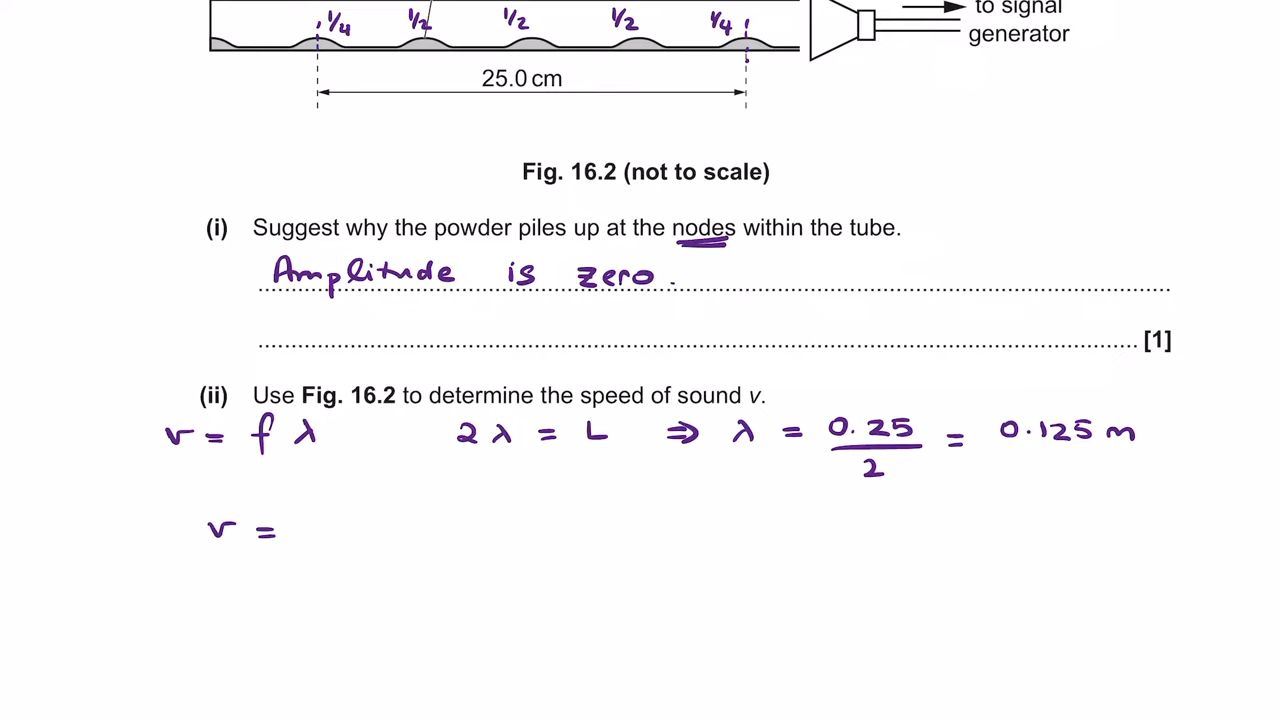 to signal
generator
1/4 1/2 1/2 1/2 1/4
25.0 cm
Fig. 16.2 (not to scale)
(i) Suggest why the powder piles up at the nodes within the tube.
Amplitude is zero.
[1]
(ii) Use Fig. 16.2 to determine the speed of sound v.
v = f λ 2 λ = L ⇒ λ = 0.25 / 2 = 0.125 m
v =